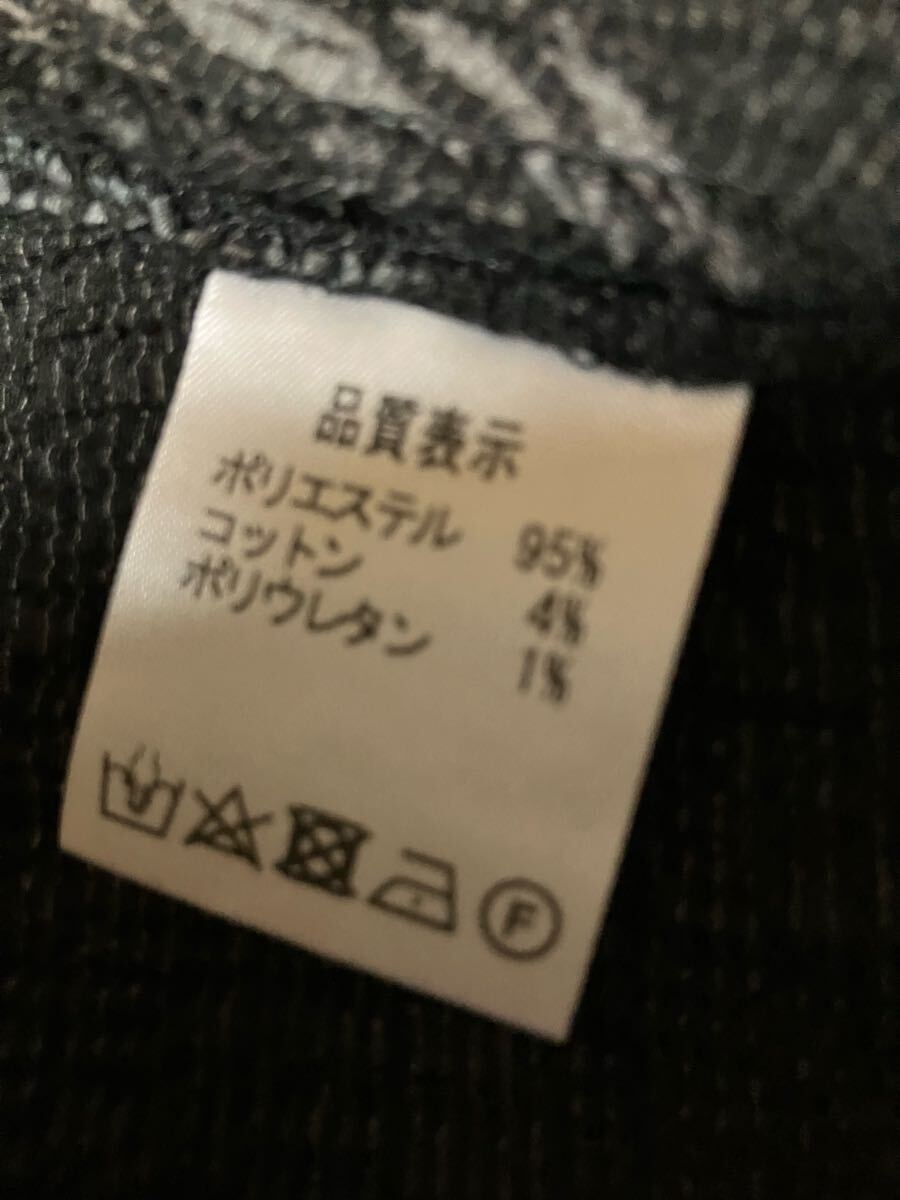 品質表示
ポリエステル 95%
コットン 4%
ポリウレタン 1%
F